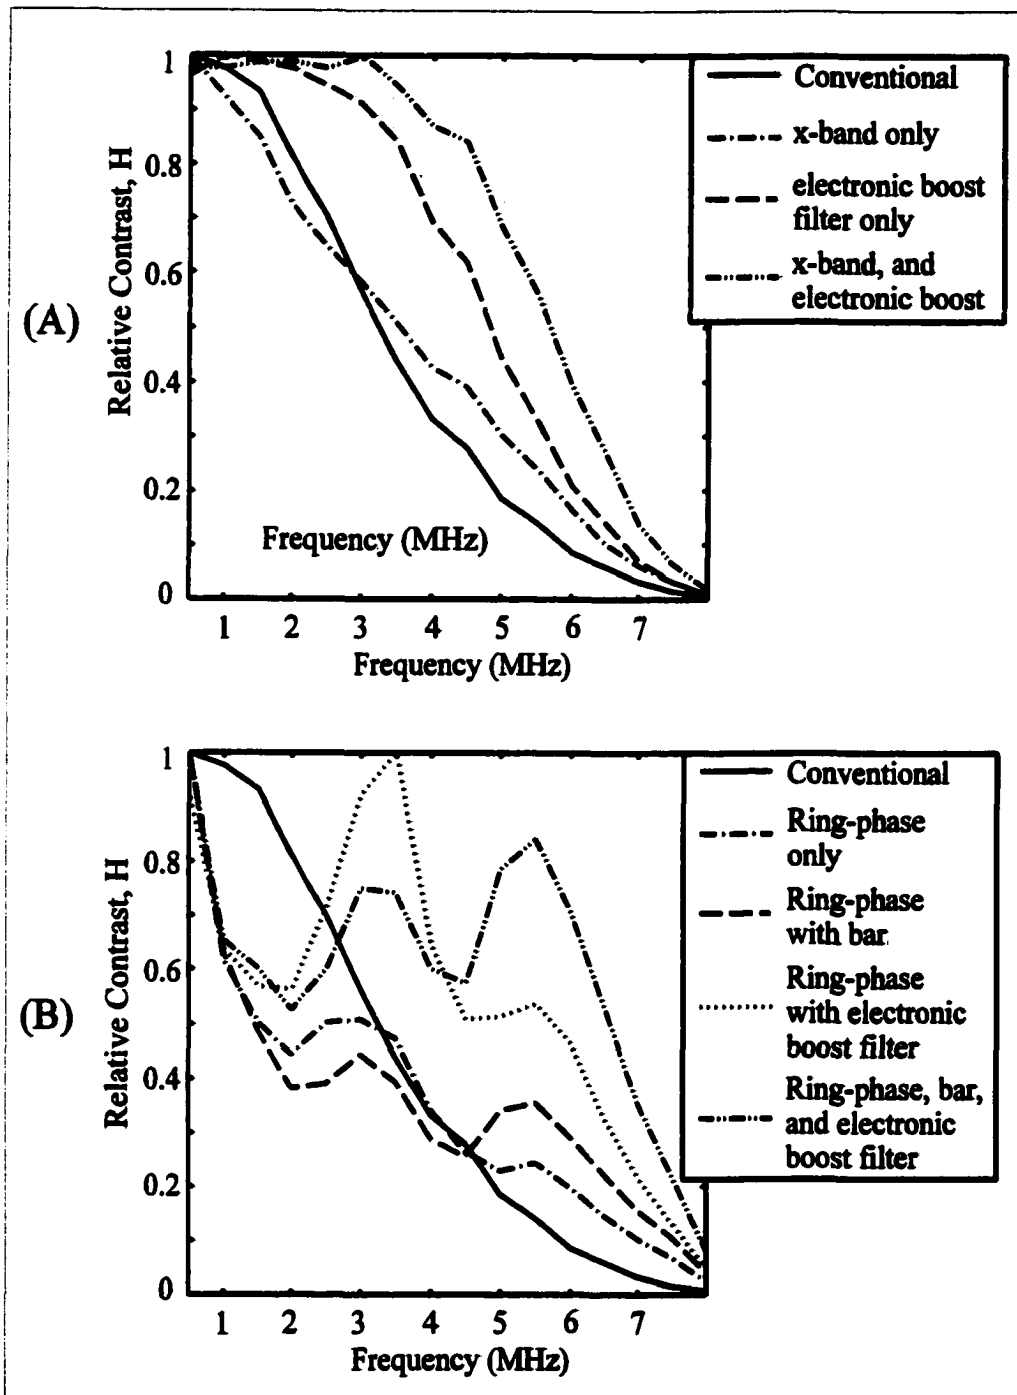 (A)
Relative Contrast, H
1
0.8
0.6
0.4
0.2
0
1 2 3 4 5 6 7
Frequency (MHz)
Frequency (MHz)
Conventional
x-band only
electronic boost
filter only
x-band, and
electronic boost
(B)
Relative Contrast, H
1
0.8
0.6
0.4
0.2
0
1 2 3 4 5 6 7
Frequency (MHz)
Conventional
Ring-phase
only
Ring-phase
with bar
Ring-phase
with electronic
boost filter
Ring-phase, bar,
and electronic
boost filter